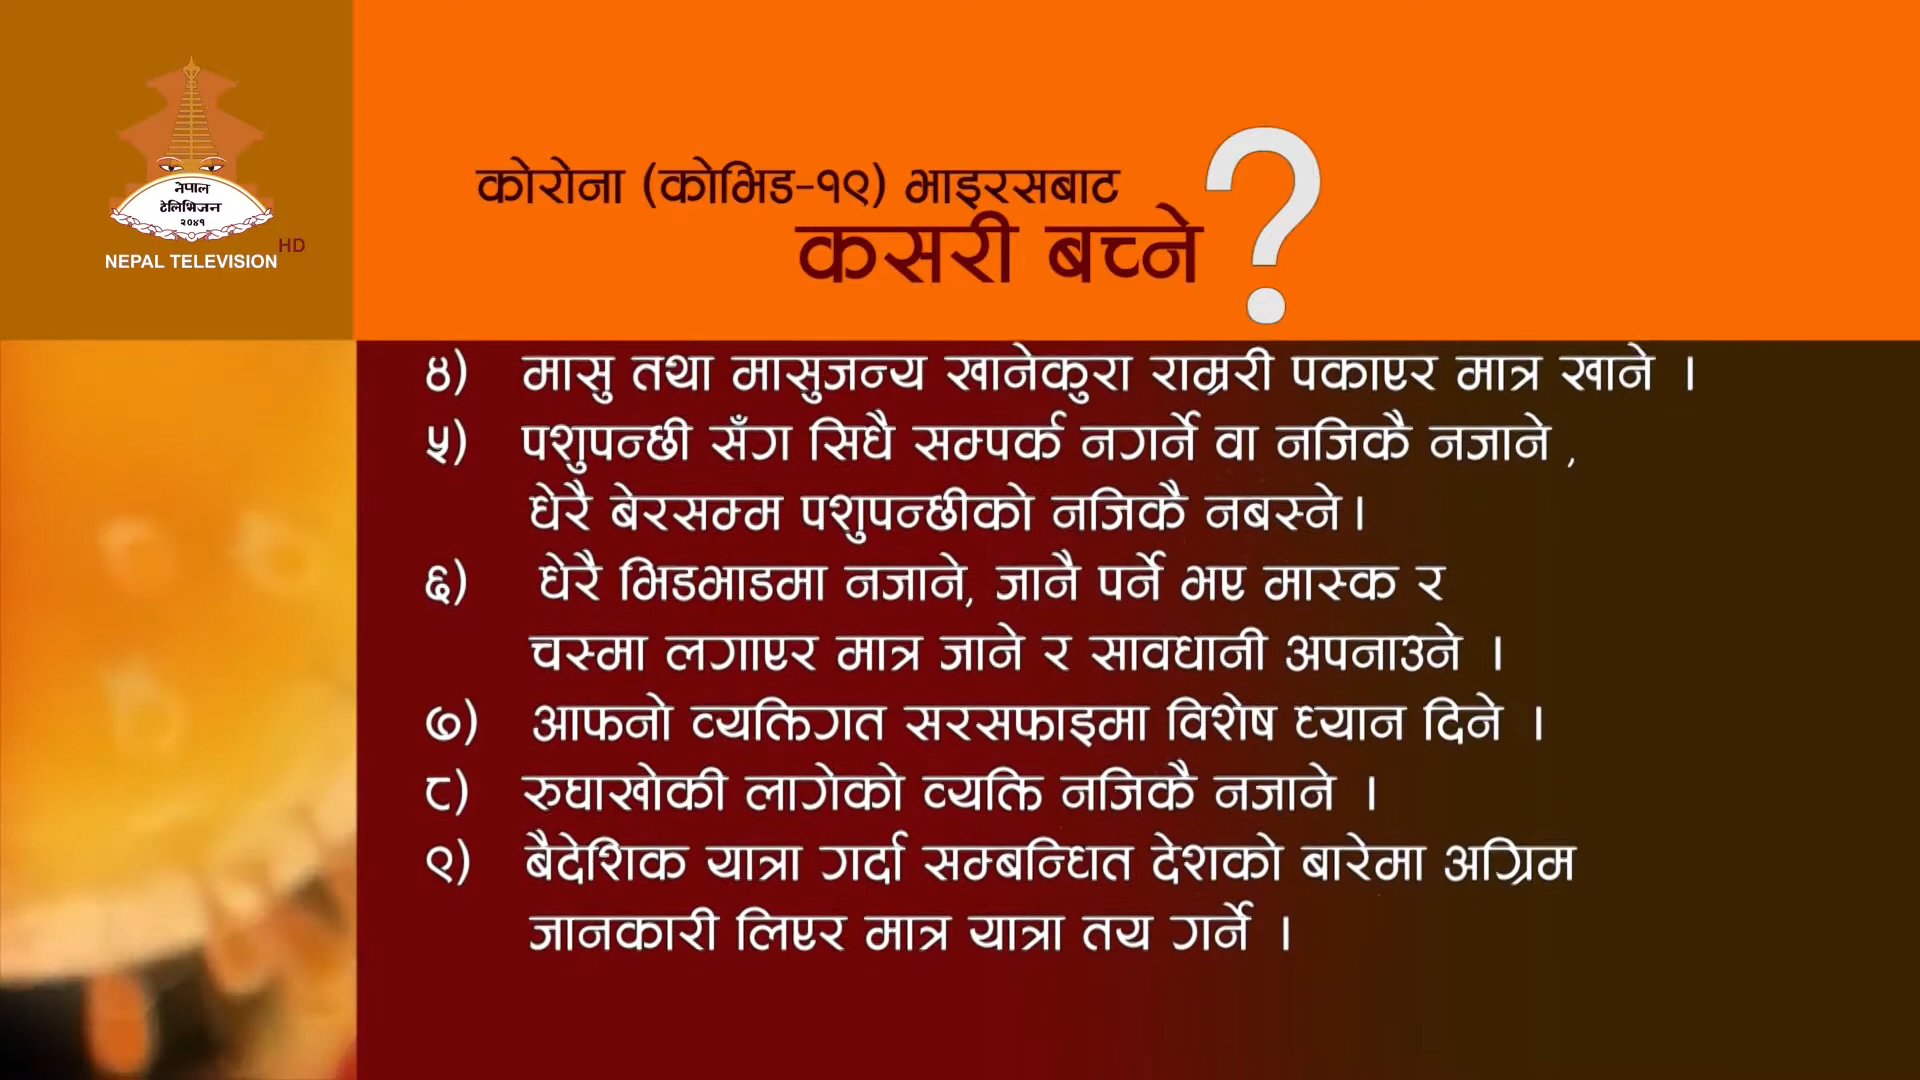 नेपाल
टेलिभिजन
२०४१
HD
NEPAL TELEVISION
कोरोना (कोभिड-१९) भाइरसबाट
कसरी बच्ने ?
४) मासु तथा मासुजन्य खानेकुरा राम्ररी पकाएर मात्र खाने ।
५) पशुपन्छी सँग सिधै सम्पर्क नगर्ने वा नजिकै नजाने ,
धेरै बेरसम्म पशुपन्छीको नजिकै नबस्ने ।
६) धेरै भिडभाडमा नजाने, जानै पर्ने भए मास्क र
चस्मा लगाएर मात्र जाने र सावधानी अपनाउने ।
७) आफनो व्यक्तिगत सरसफाइमा विशेष ध्यान दिने ।
८) रुघाखोकी लागेको व्यक्ति नजिकै नजाने ।
९) बैदेशिक यात्रा गर्दा सम्बन्धित देशको बारेमा अग्रिम
जानकारी लिएर मात्र यात्रा तय गर्ने ।